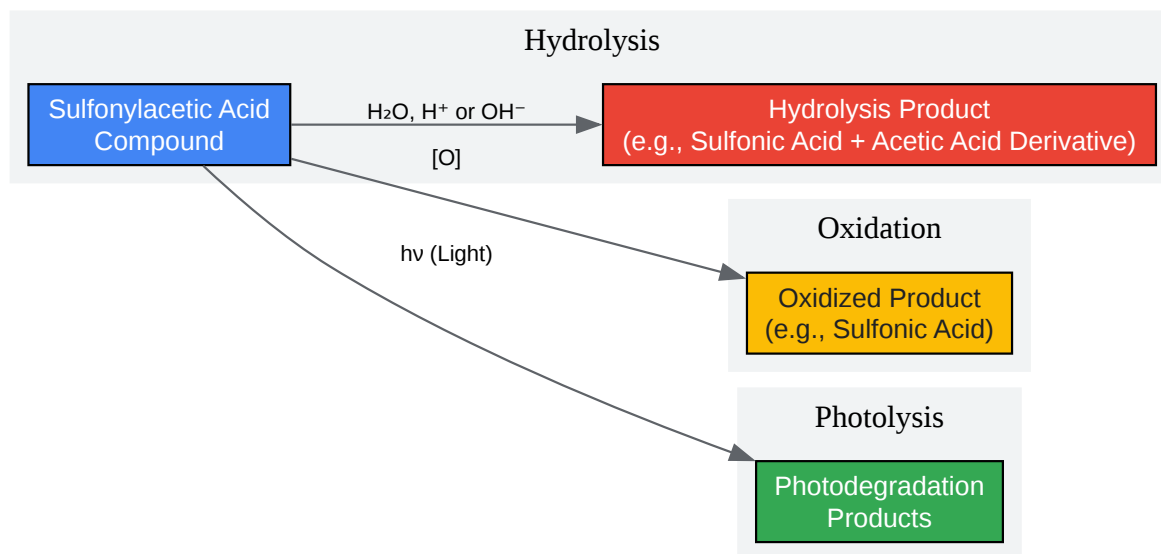 Hydrolysis
Sulfonylacetic Acid
Compound
H₂O, H⁺ or OH⁻
Hydrolysis Product
(e.g., Sulfonic Acid + Acetic Acid Derivative)
[O]
Oxidation
hν (Light)
Oxidized Product
(e.g., Sulfonic Acid)
Photolysis
Photodegradation
Products